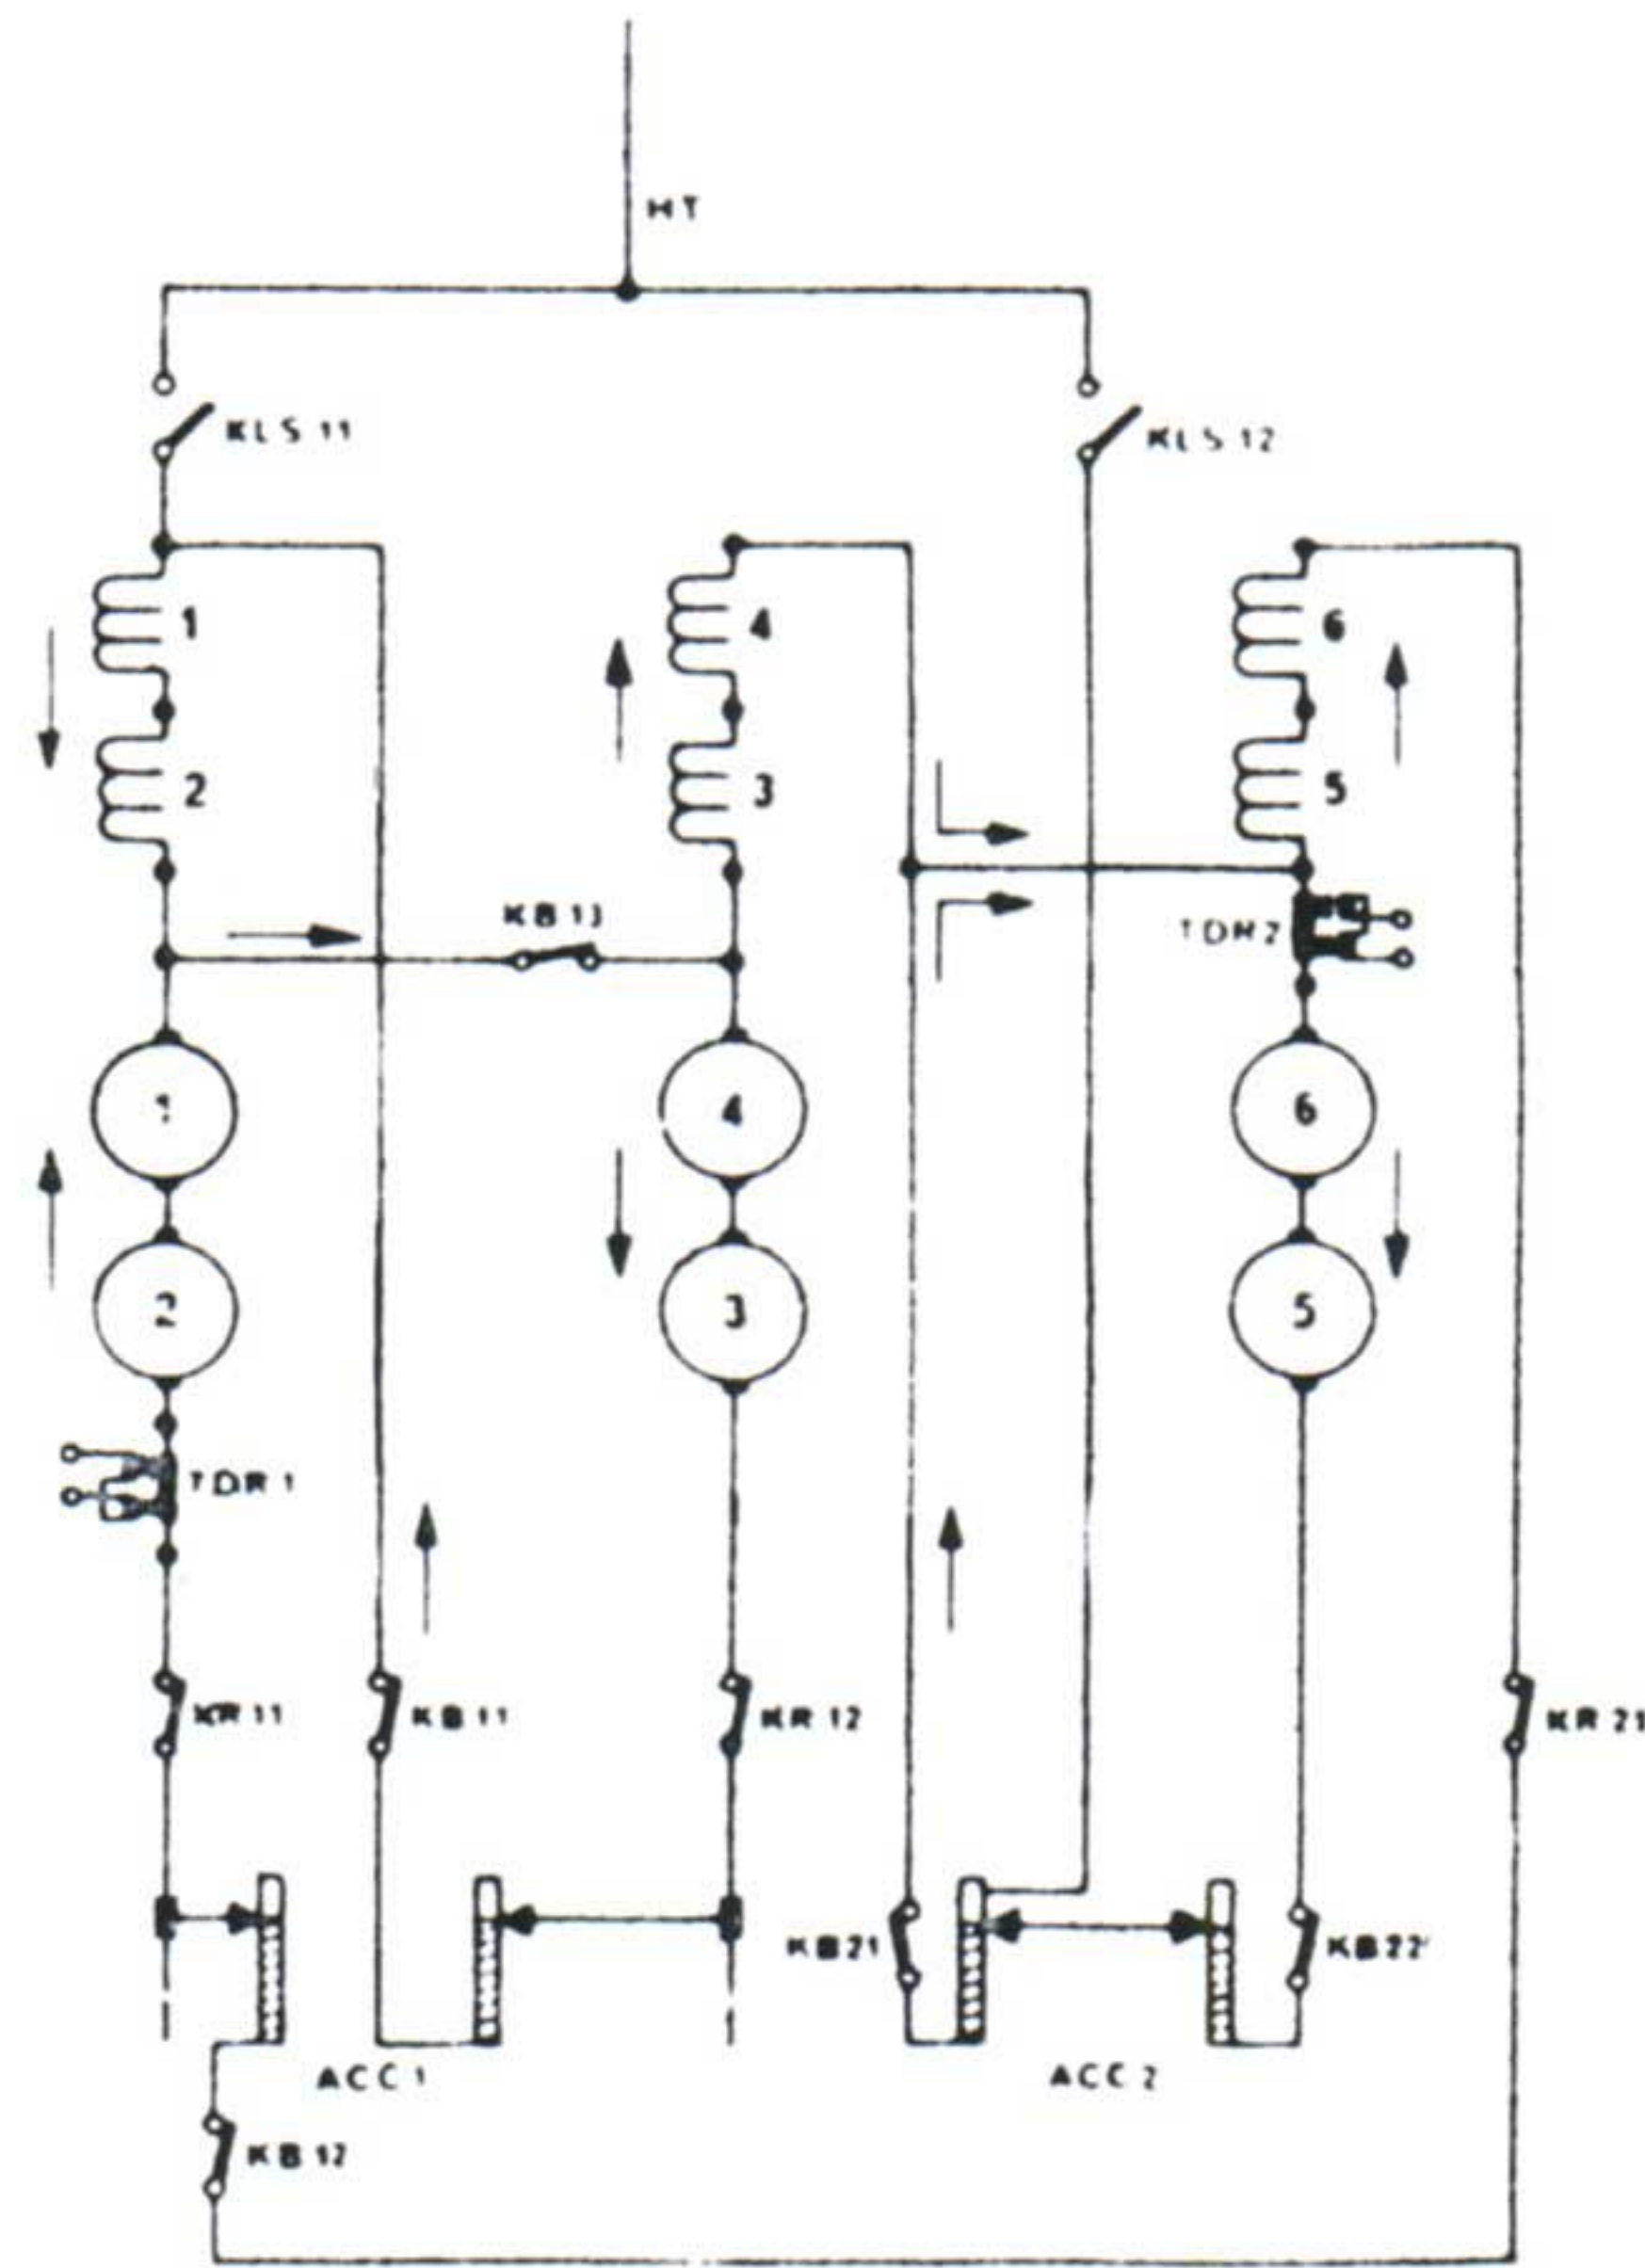 HT
KLS 11
KLS 12
1
4
6
2
3
5
KB 13
TDR 2
1
4
6
2
3
5
TDR 1
KR 11
KB 11
KR 12
KR 21
KB 21
KB 22
ACC 1
ACC 2
KB 12